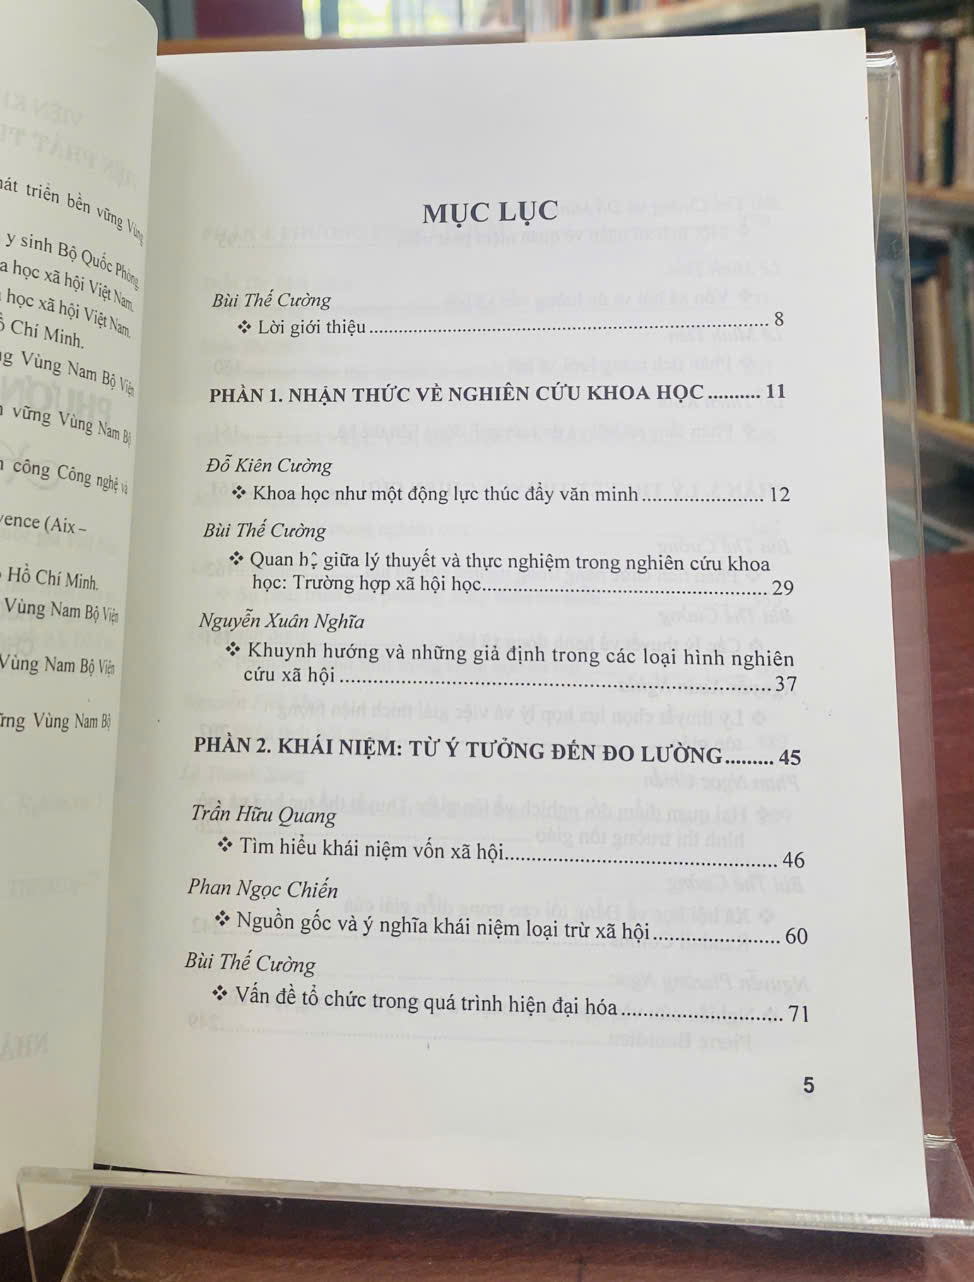 át triển bền vững Vùng
y sinh Bộ Quốc Phòng
a học xã hội Việt Nam.
học xã hội Việt Nam.
Chí Minh.
g Vùng Nam Bộ Viện
vững Vùng Nam Bộ
công Công nghệ và
vence (Aix –
Hồ Chí Minh.
Vùng Nam Bộ Viện
Vùng Nam Bộ Viện
ững Vùng Nam Bộ
MỤC LỤC
Bùi Thế Cường
❖ Lời giới thiệu ........ 8
PHẦN 1. NHẬN THỨC VỀ NGHIÊN CỨU KHOA HỌC .......... 11
Đỗ Kiên Cường
❖ Khoa học như một động lực thúc đẩy văn minh ........ 12
Bùi Thế Cường
❖ Quan hệ giữa lý thuyết và thực nghiệm trong nghiên cứu khoa
học: Trường hợp xã hội học ........ 29
Nguyễn Xuân Nghĩa
❖ Khuynh hướng và những giả định trong các loại hình nghiên
cứu xã hội ........ 37
PHẦN 2. KHÁI NIỆM: TỪ Ý TƯỞNG ĐẾN ĐO LƯỜNG ......... 45
Trần Hữu Quang
❖ Tìm hiểu khái niệm vốn xã hội ........ 46
Phan Ngọc Chiến
❖ Nguồn gốc và ý nghĩa khái niệm loại trừ xã hội ........ 60
Bùi Thế Cường
❖ Vấn đề tổ chức trong quá trình hiện đại hóa ........ 71
5